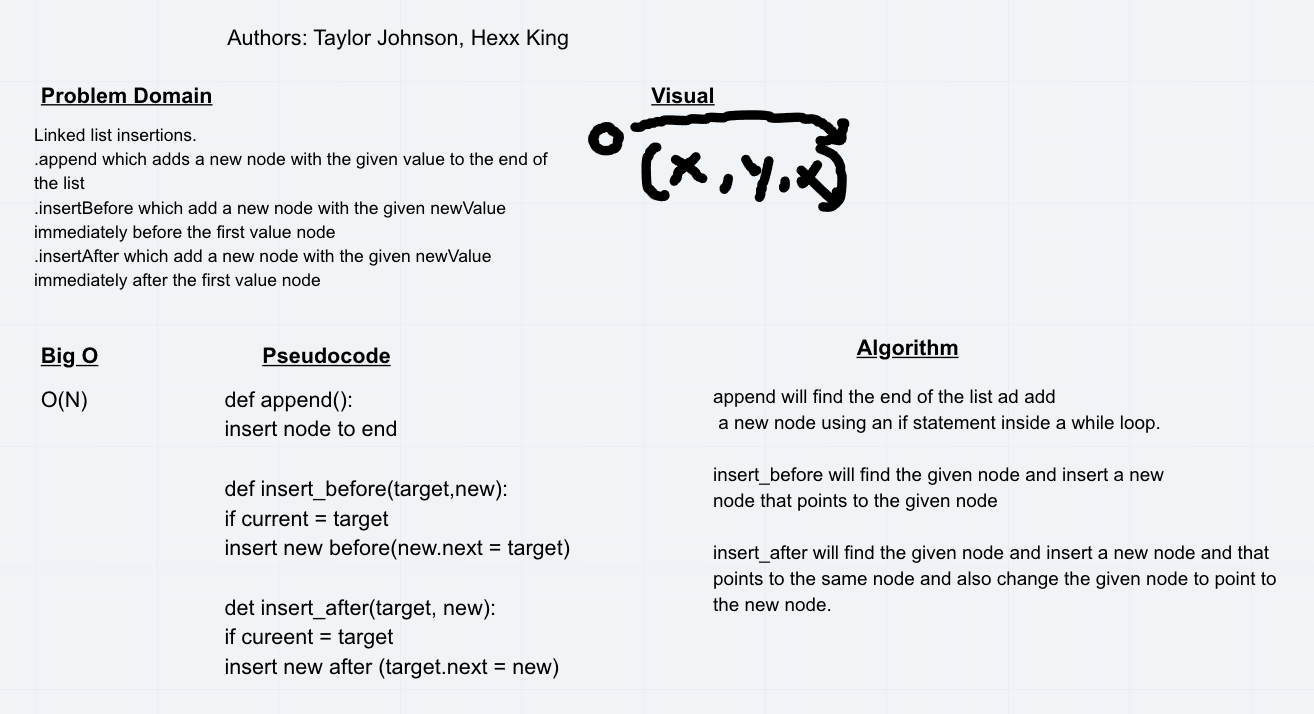 Authors: Taylor Johnson, Hexx King
Problem Domain
Linked list insertions.
.append which adds a new node with the given value to the end of
the list
.insertBefore which add a new node with the given newValue
immediately before the first value node
.insertAfter which add a new node with the given newValue
immediately after the first value node
Visual
(x, y, x)
Big O
O(N)
Pseudocode
def append():
insert node to end
def insert_before(target,new):
if current = target
insert new before(new.next = target)
det insert_after(target, new):
if cureent = target
insert new after (target.next = new)
Algorithm
append will find the end of the list ad add
a new node using an if statement inside a while loop.
insert_before will find the given node and insert a new
node that points to the given node
insert_after will find the given node and insert a new node and that
points to the same node and also change the given node to point to
the new node.